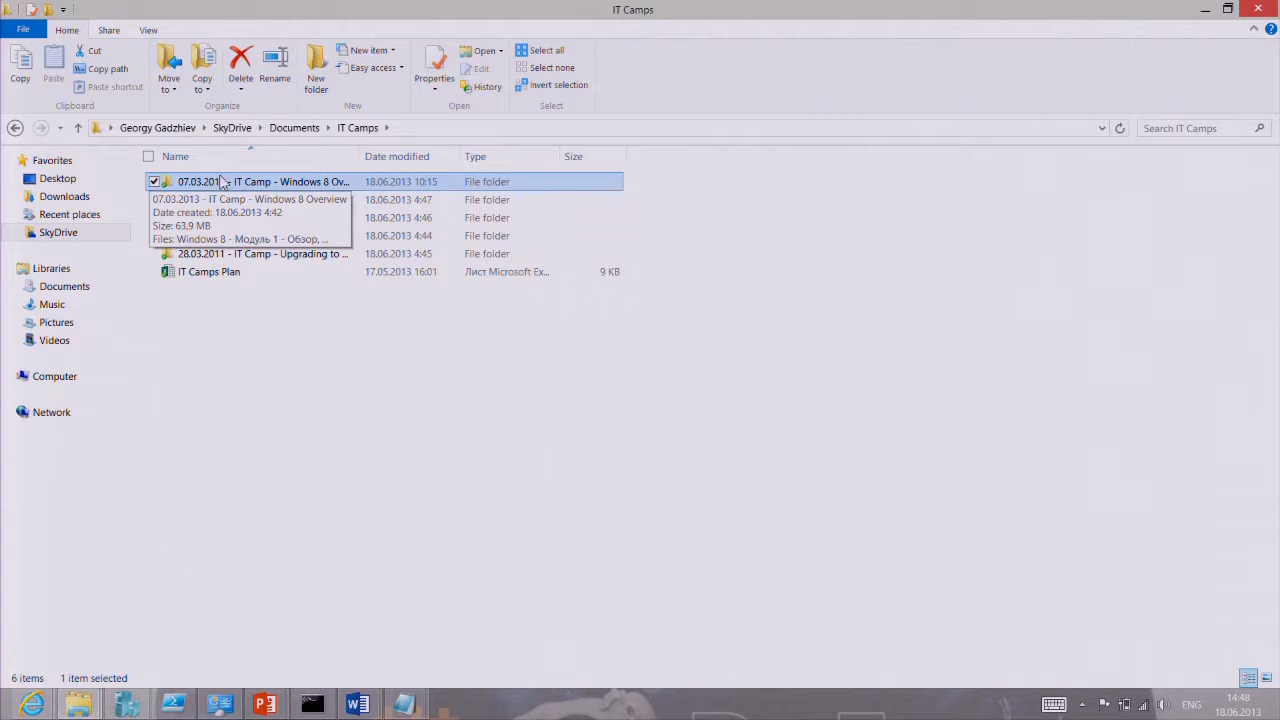 IT Camps
File Home Share View
Copy Paste Cut Copy path Paste shortcut Clipboard
Move to Copy to Delete Rename Organize
New folder New item Easy access New
Properties Open Edit History Open
Select all Select none Invert selection Select
Georgy Gadzhiev SkyDrive Documents IT Camps Search IT Camps
Name Date modified Type Size
07.03.201 - IT Camp - Windows 8 Ov... 18.06.2013 10:15 File folder
07.03.2013 - IT Camp - Windows 8 Overview
Date created: 18.06.2013 4:42
Size: 63,9 MB
Files: Windows 8 - Модуль 1 - Обзор, ...
18.06.2013 4:47 File folder
18.06.2013 4:46 File folder
18.06.2013 4:44 File folder
28.03.2011 - IT Camp - Upgrading to ... 18.06.2013 4:45 File folder
IT Camps Plan 17.05.2013 16:01 Лист Microsoft Ex... 9 KB
Favorites
Desktop
Downloads
Recent places
SkyDrive
Libraries
Documents
Music
Pictures
Videos
Computer
Network
6 items 1 item selected
ENG 14:48
18.06.2013